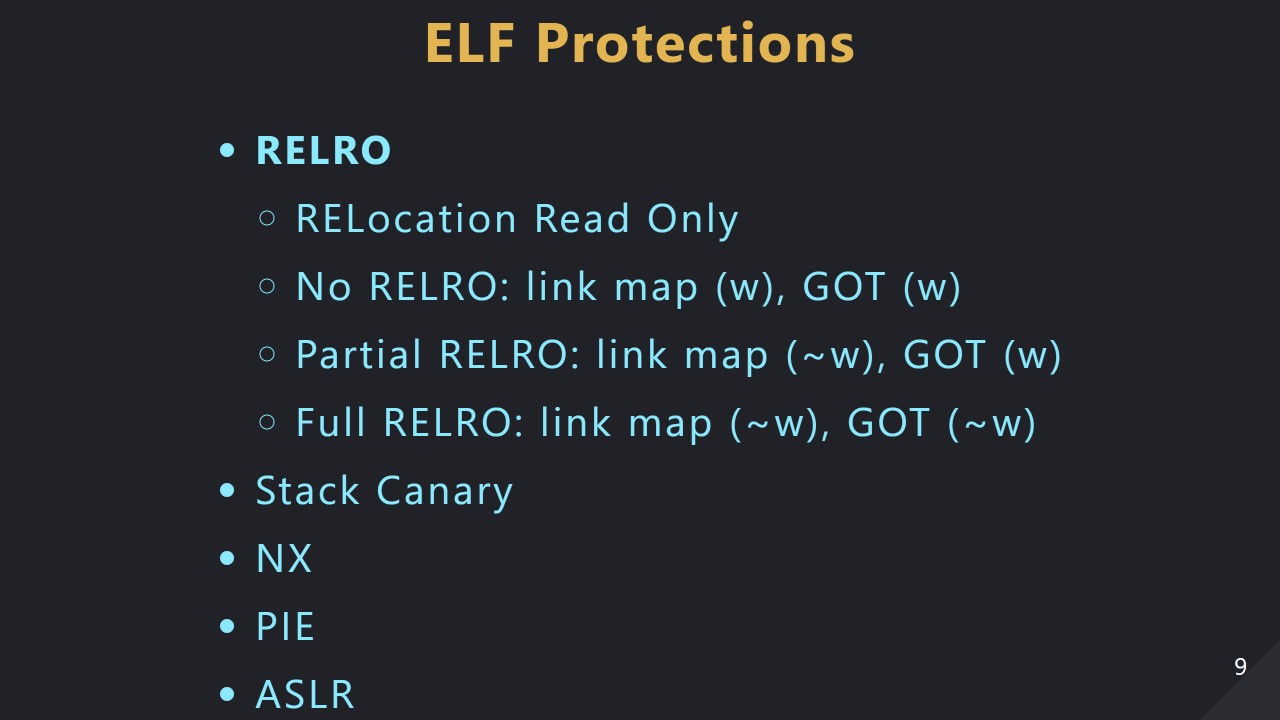 ELF Protections
• RELRO
○ RELocation Read Only
○ No RELRO: link map (w), GOT (w)
○ Partial RELRO: link map (~w), GOT (w)
○ Full RELRO: link map (~w), GOT (~w)
• Stack Canary
• NX
• PIE
• ASLR
9